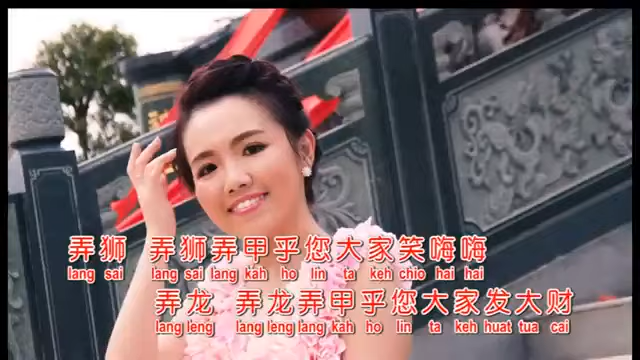 弄狮 弄狮弄甲乎您大家笑嗨嗨
lang sai lang sai lang kah ho lin ta keh chio hai hai
弄龙 弄龙弄甲乎您大家发大财
lang leng lang leng lang kah ho lin ta keh huat tua cai